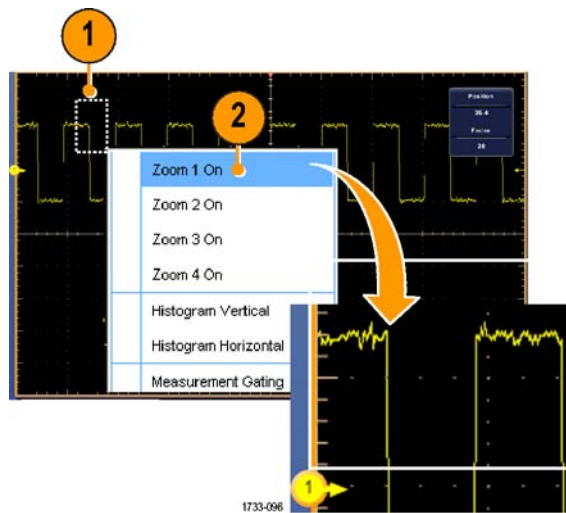 1
2
Position
35.4
Factor
20
Zoom 1 On
Zoom 2 On
Zoom 3 On
Zoom 4 On
Histogram Vertical
Histogram Horizontal
Measurement Gating
1
1733-096